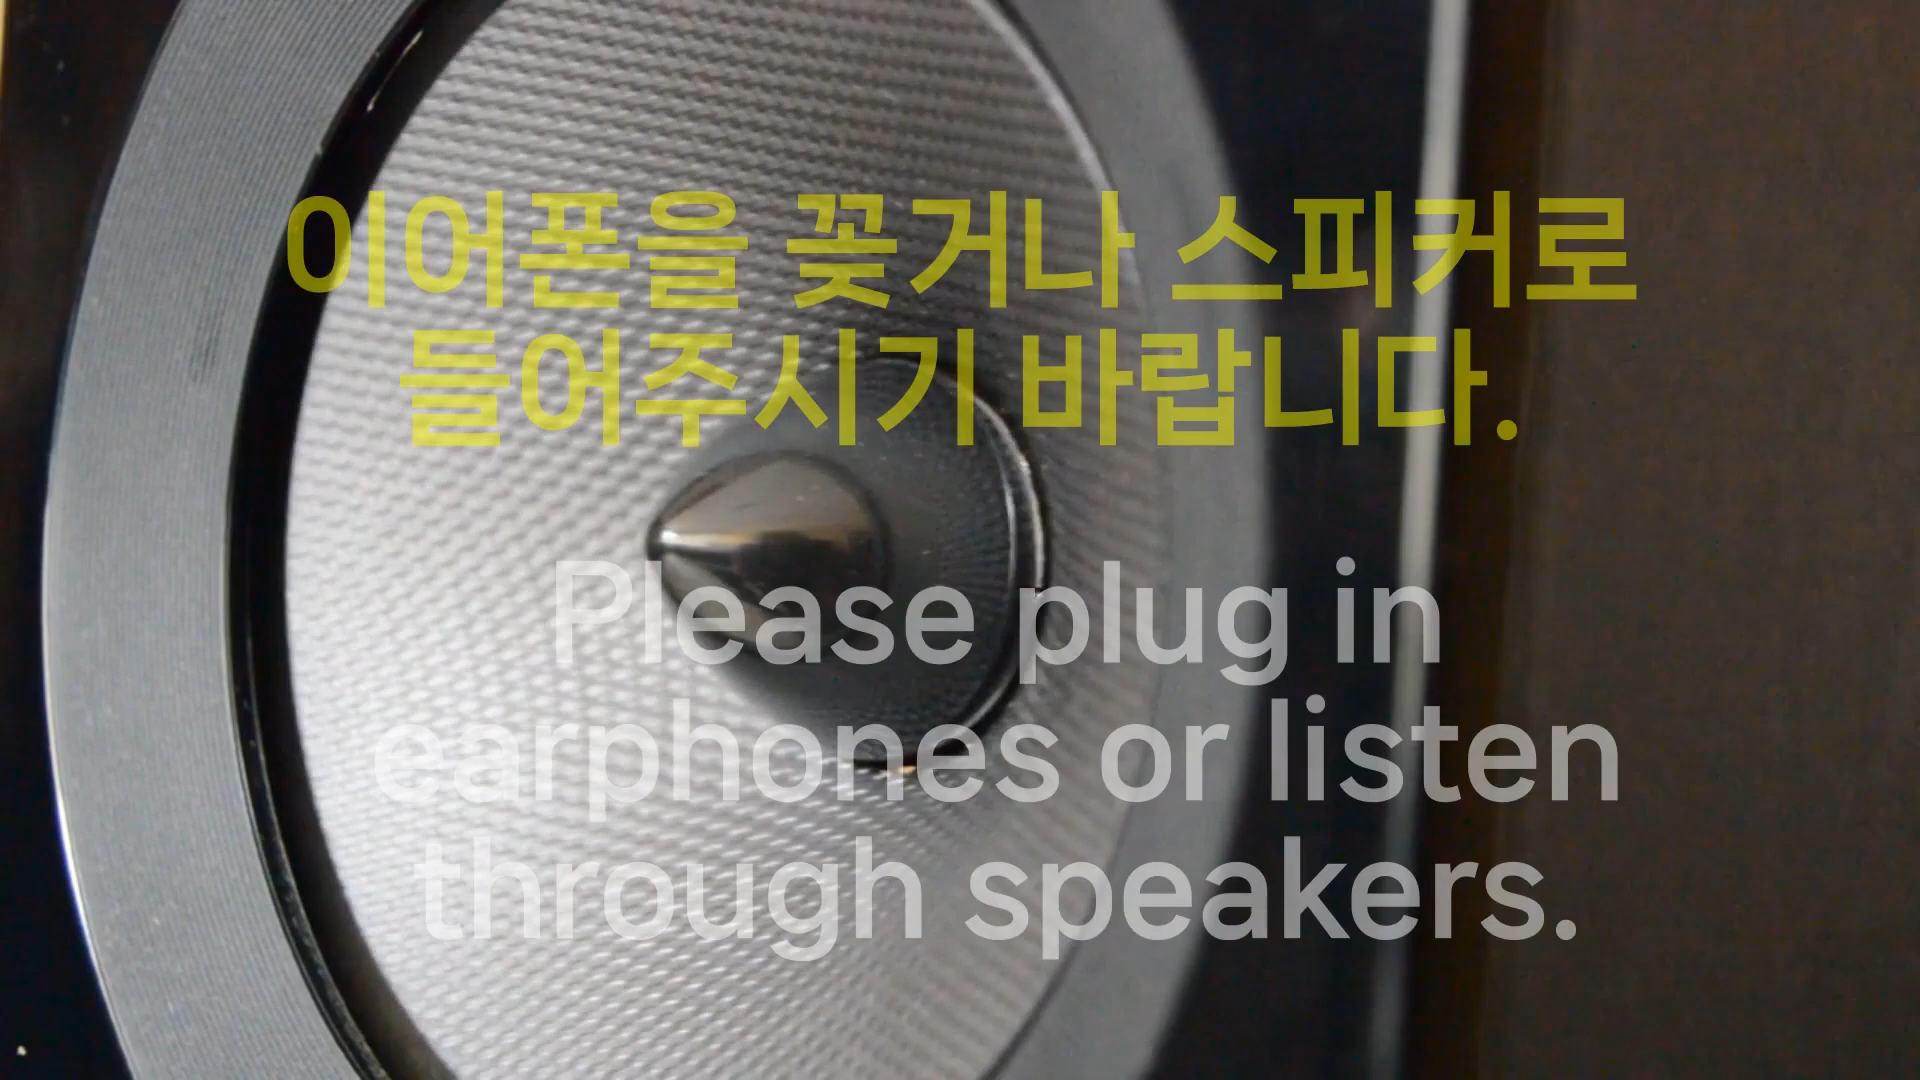 이어폰을 꽂거나 스피커로
들어주시기 바랍니다.
Please plug in
earphones or listen
through speakers.